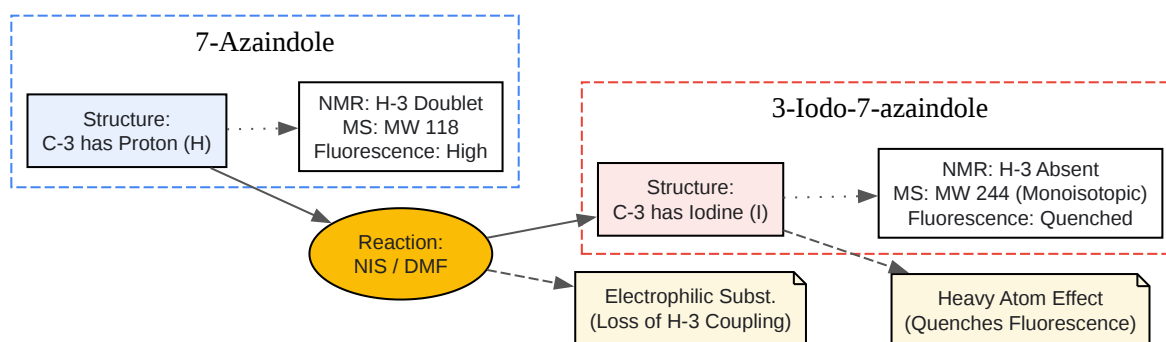 7-Azaindole
Structure:
C-3 has Proton (H)
NMR: H-3 Doublet
MS: MW 118
Fluorescence: High
Reaction:
NIS / DMF
3-Iodo-7-azaindole
Structure:
C-3 has Iodine (I)
NMR: H-3 Absent
MS: MW 244 (Monoisotopic)
Fluorescence: Quenched
Electrophilic Subst.
(Loss of H-3 Coupling)
Heavy Atom Effect
(Quenches Fluorescence)